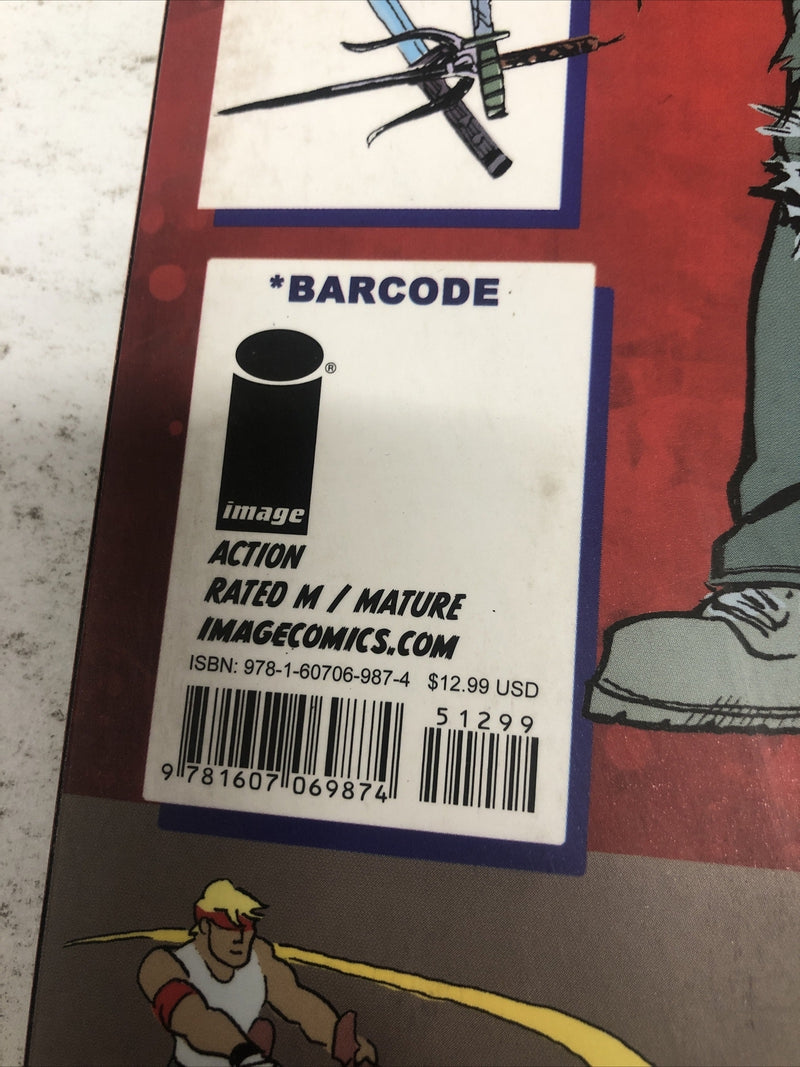 *BARCODE
®
image
ACTION
RATED M / MATURE
IMAGECOMICS.COM
ISBN: 978-1-60706-987-4 $12.99 USD
51299
9 781607 069874